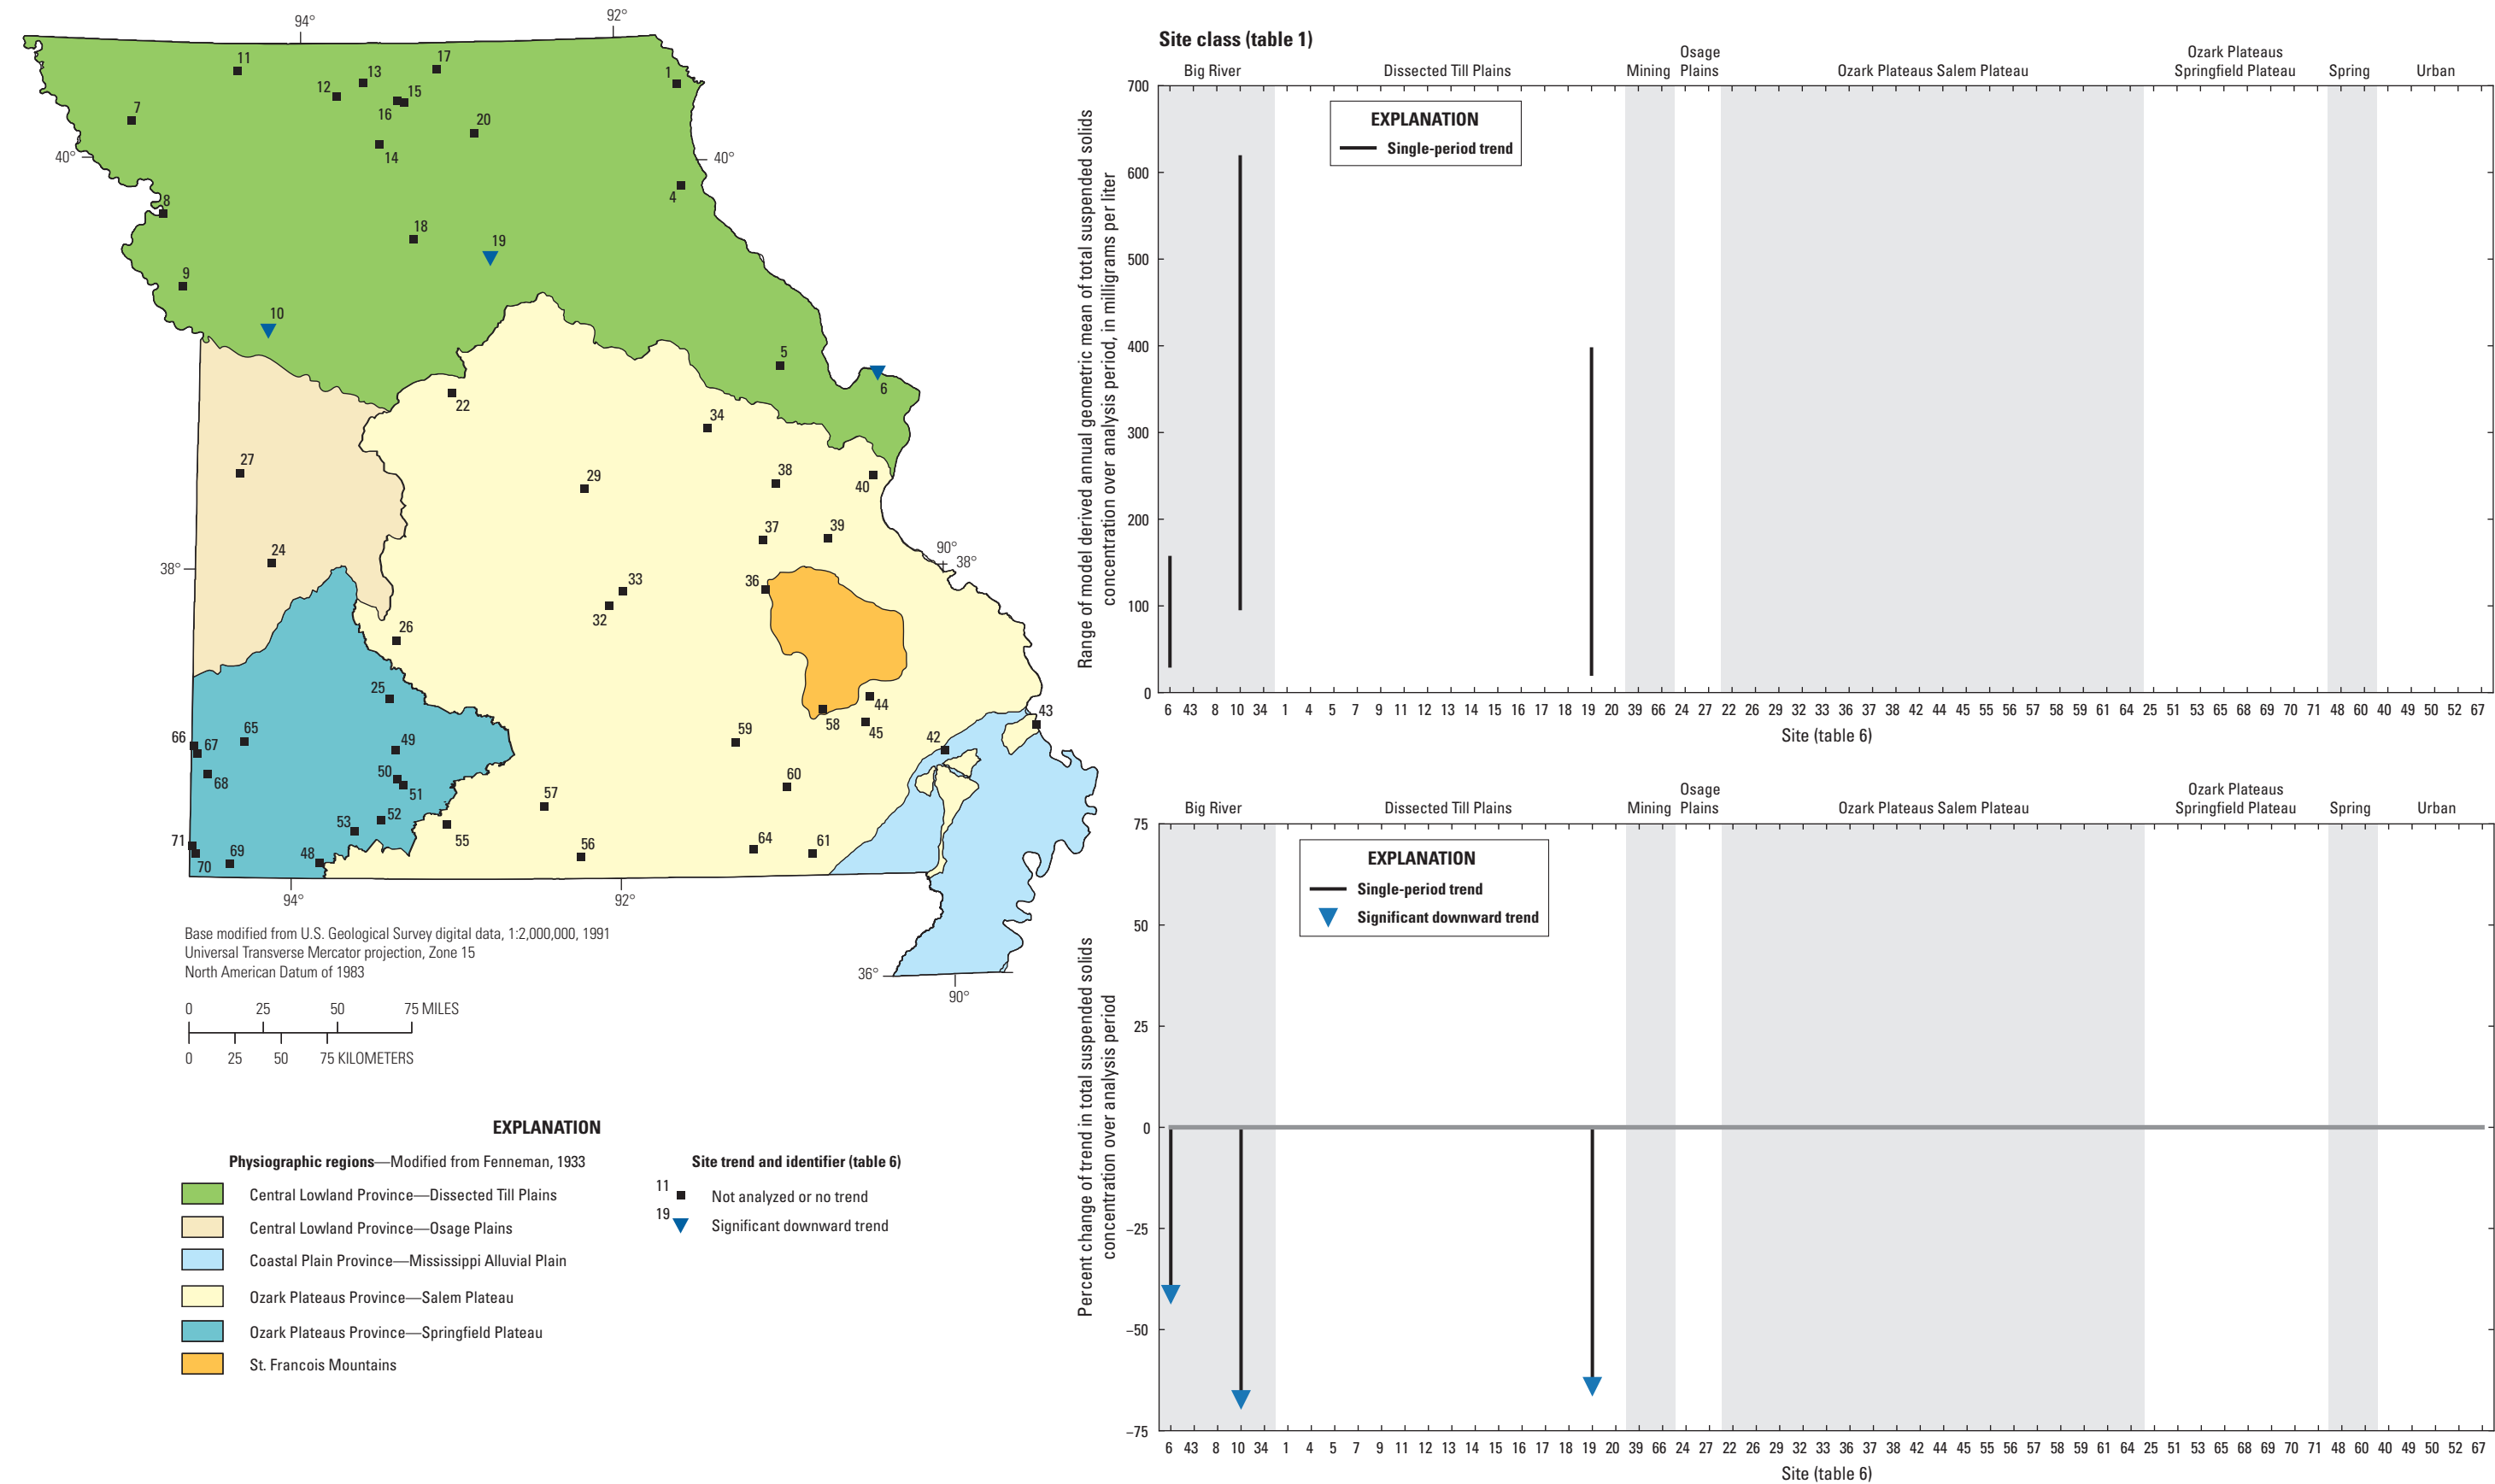 94°
92°
11
17
13
12
1
15
16
7
20
14
40°
40°
8
4
18
19
9
10
5
6
22
34
27
29
38
40
37
39
24
90°
38°
38°
33
36
32
26
25
44
43
58
45
65
66
67
49
59
42
50
68
60
51
57
52
53
55
71
69
48
56
64
61
70
94°
92°
36°
90°
Base modified from U.S. Geological Survey digital data, 1:2,000,000, 1991
Universal Transverse Mercator projection, Zone 15
North American Datum of 1983
0 25 50 75 MILES
0 25 50 75 KILOMETERS
EXPLANATION
Physiographic regions—Modified from Fenneman, 1933
Central Lowland Province—Dissected Till Plains
Central Lowland Province—Osage Plains
Coastal Plain Province—Mississippi Alluvial Plain
Ozark Plateaus Province—Salem Plateau
Ozark Plateaus Province—Springfield Plateau
St. Francois Mountains
Site trend and identifier (table 6)
11 Not analyzed or no trend
19 Significant downward trend
Site class (table 1)
Big River
Dissected Till Plains
Mining
Osage
Plains
Ozark Plateaus Salem Plateau
Ozark Plateaus
Springfield Plateau
Spring
Urban
Range of model derived annual geometric mean of total suspended solids
concentration over analysis period, in milligrams per liter
700
600
500
400
300
200
100
0
EXPLANATION
Single-period trend
6 43 8 10 34 1 4 5 7 9 11 12 13 14 15 16 17 18 19 20 39 66 24 27 22 26 29 32 33 36 37 38 42 44 45 55 56 57 58 59 61 64 25 51 53 65 68 69 70 71 48 60 40 49 50 52 67
Site (table 6)
Big River
Dissected Till Plains
Mining
Osage
Plains
Ozark Plateaus Salem Plateau
Ozark Plateaus
Springfield Plateau
Spring
Urban
Percent change of trend in total suspended solids
concentration over analysis period
75
50
25
0
−25
−50
−75
EXPLANATION
Single-period trend
Significant downward trend
6 43 8 10 34 1 4 5 7 9 11 12 13 14 15 16 17 18 19 20 39 66 24 27 22 26 29 32 33 36 37 38 42 44 45 55 56 57 58 59 61 64 25 51 53 65 68 69 70 71 48 60 40 49 50 52 67
Site (table 6)